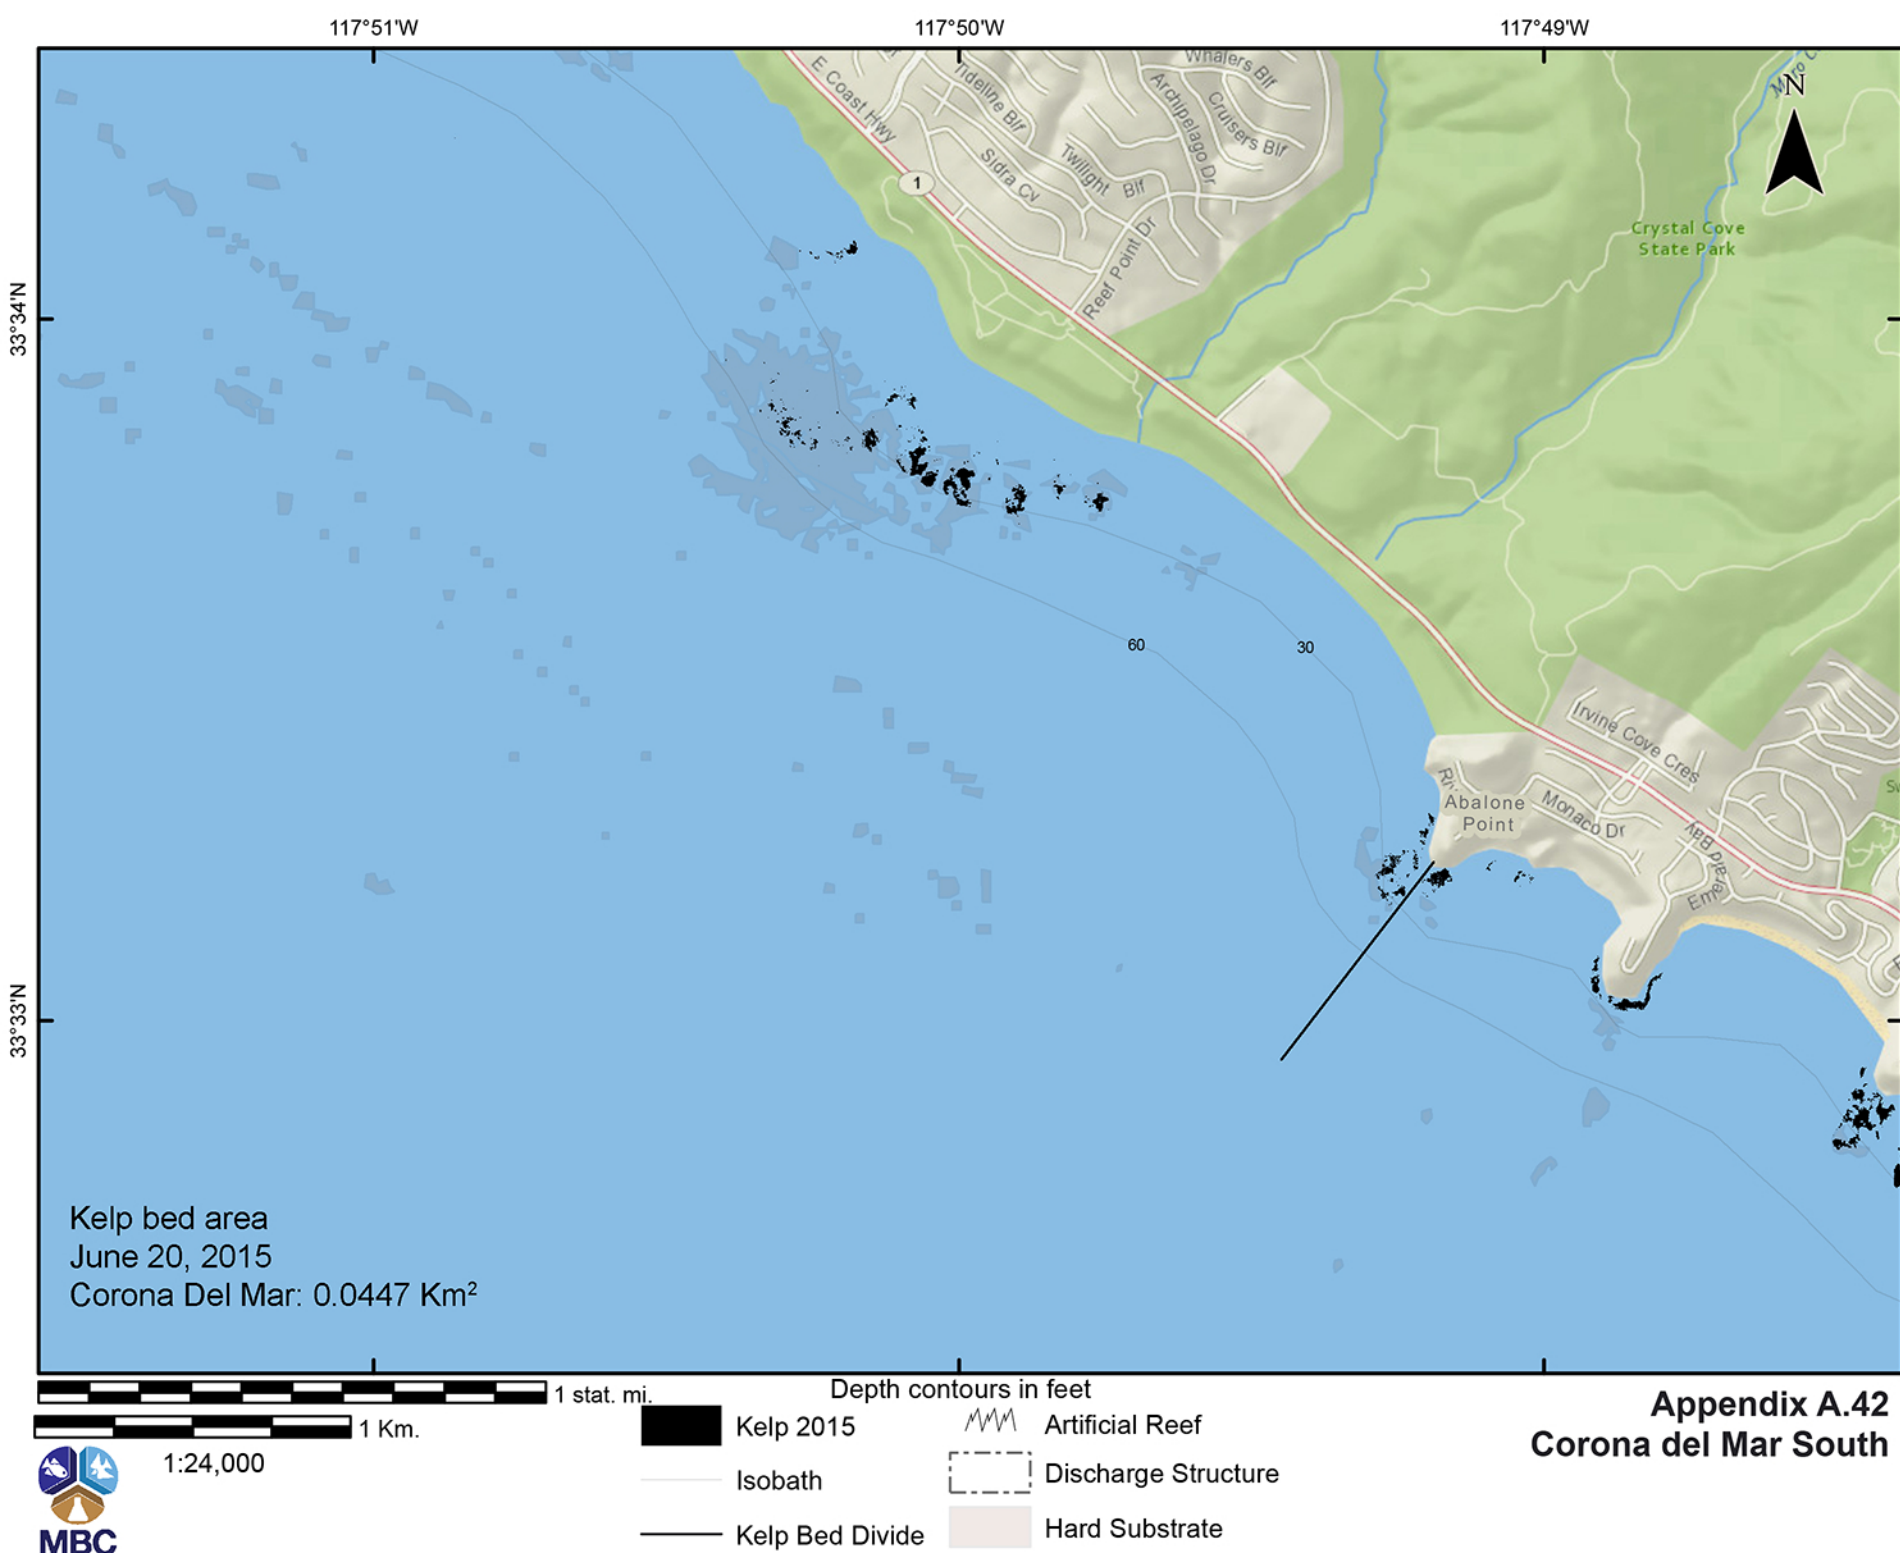 117°51'W 117°50'W 117°49'W
E Coast Hwy
Tideline Blf
Whalers Blf
Archipelago Dr
Cruisers Blf
Sidra Cv
Twilight Blf
1
Reef Point Dr
N
Crystal Cove
State Park
33°34'N
60
30
Irvine Cove Cres
Abalone
Point
Monaco Dr
Emerald Bay
33°33'N
Kelp bed area
June 20, 2015
Corona Del Mar: 0.0447 Km²
1 stat. mi.
1 Km.
1:24,000
MBC
Depth contours in feet
Kelp 2015
Isobath
Kelp Bed Divide
Artificial Reef
Discharge Structure
Hard Substrate
Appendix A.42
Corona del Mar South